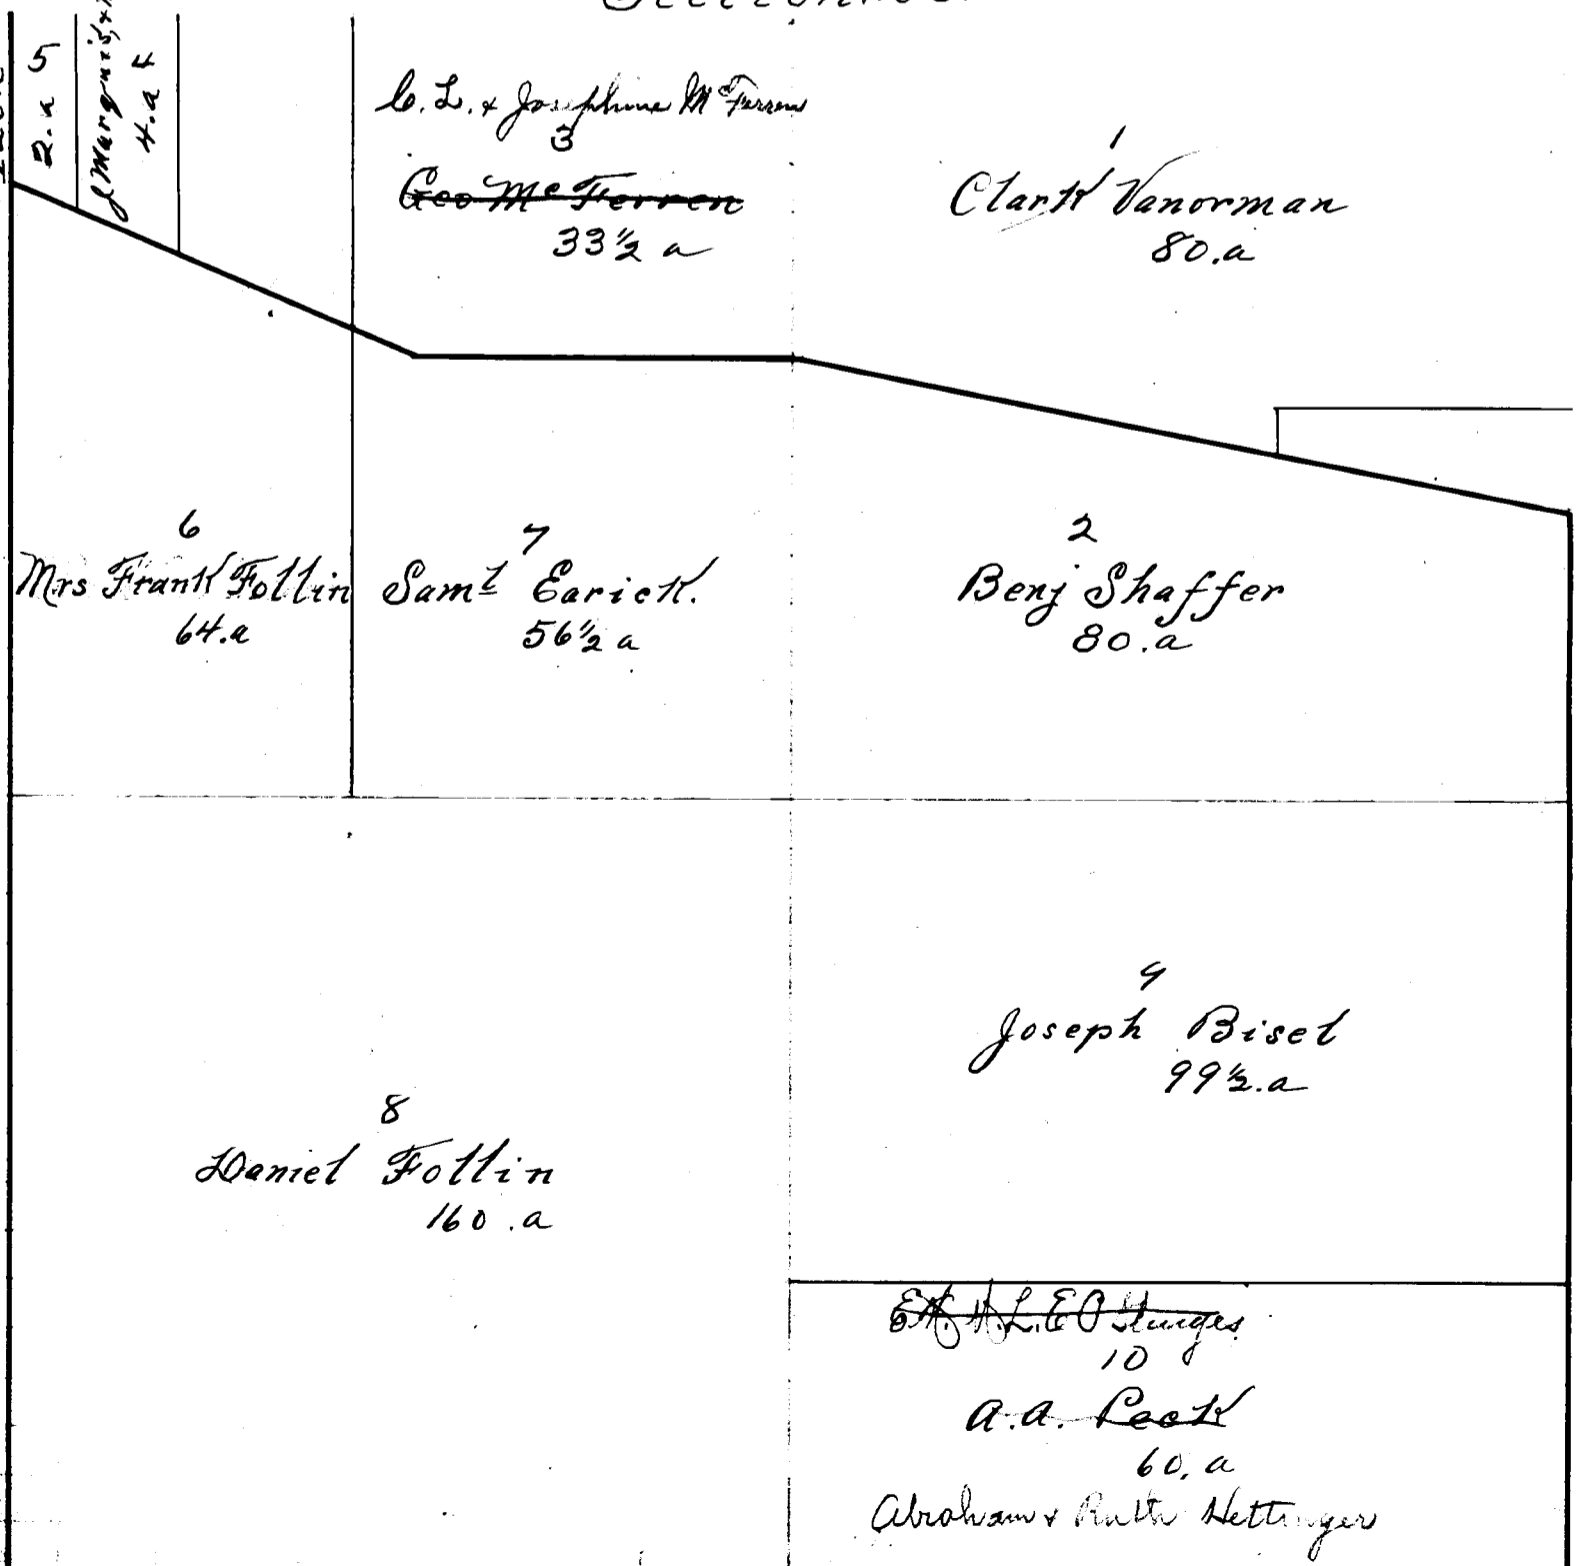 5
2.a
4
4.a
C. L. & Josephine McFerren
3
Geo McFerren
33½ a
1
Clark Vanorman
80.a
6
Mrs Frank Follin
64.a
7
Saml Earick.
56½ a
2
Benj Shaffer
80.a
9
Joseph Bisel
99½.a
8
Daniel Follin
160.a
Sturges
10
A.A. Peck
60.a
Abraham & Ruth Hettinger